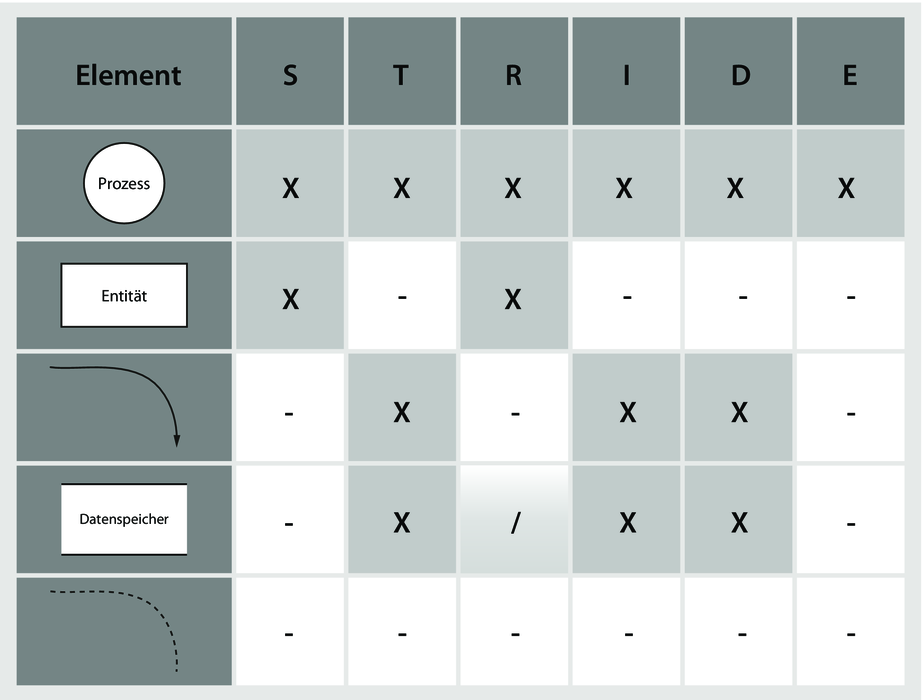 Element S T R I D E
Prozess X X X X X X
Entität X - X - - -
- X - X X -
Datenspeicher - X / X X -
- - - - - -